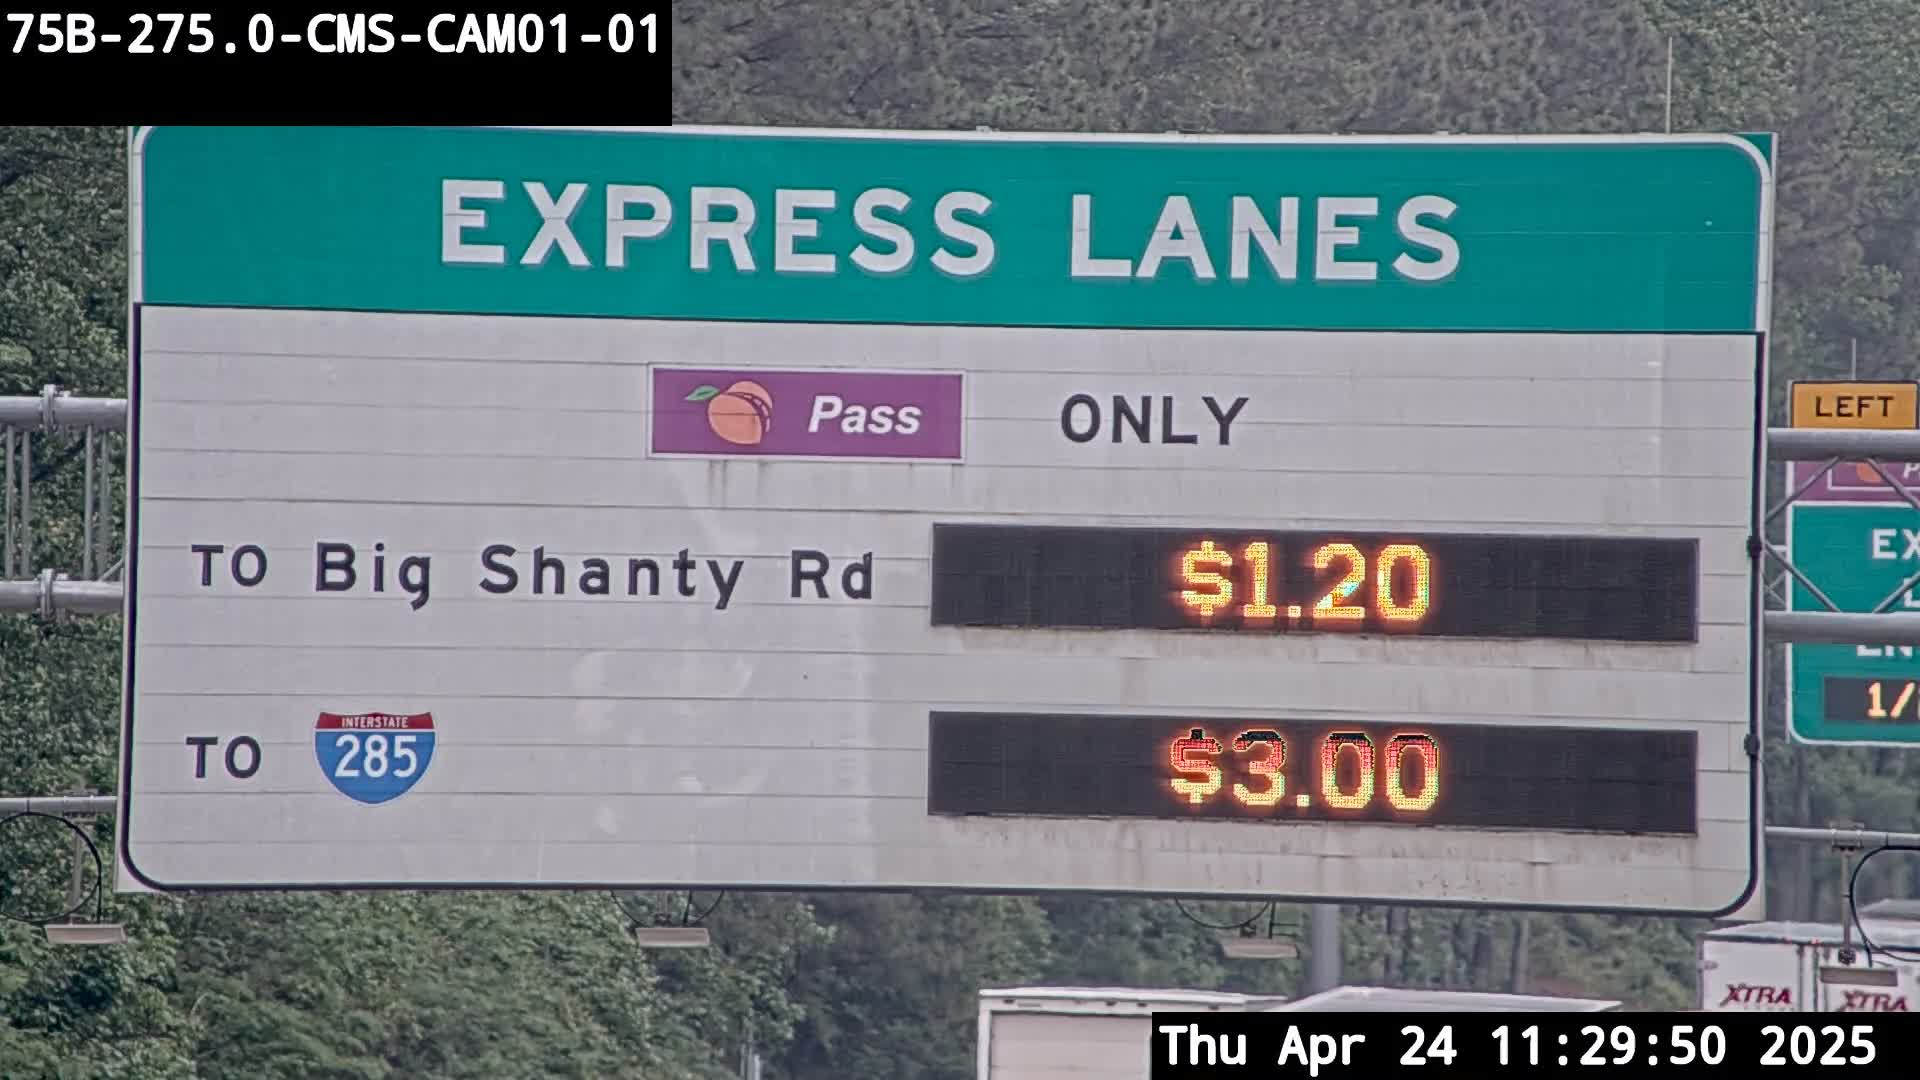 75B-275.0-CMS-CAM01-01
EXPRESS LANES
Pass ONLY
LEFT
TO Big Shanty Rd $1.20
TO INTERSTATE 285 $3.00
1/
XTRA XTRA
Thu Apr 24 11:29:50 2025